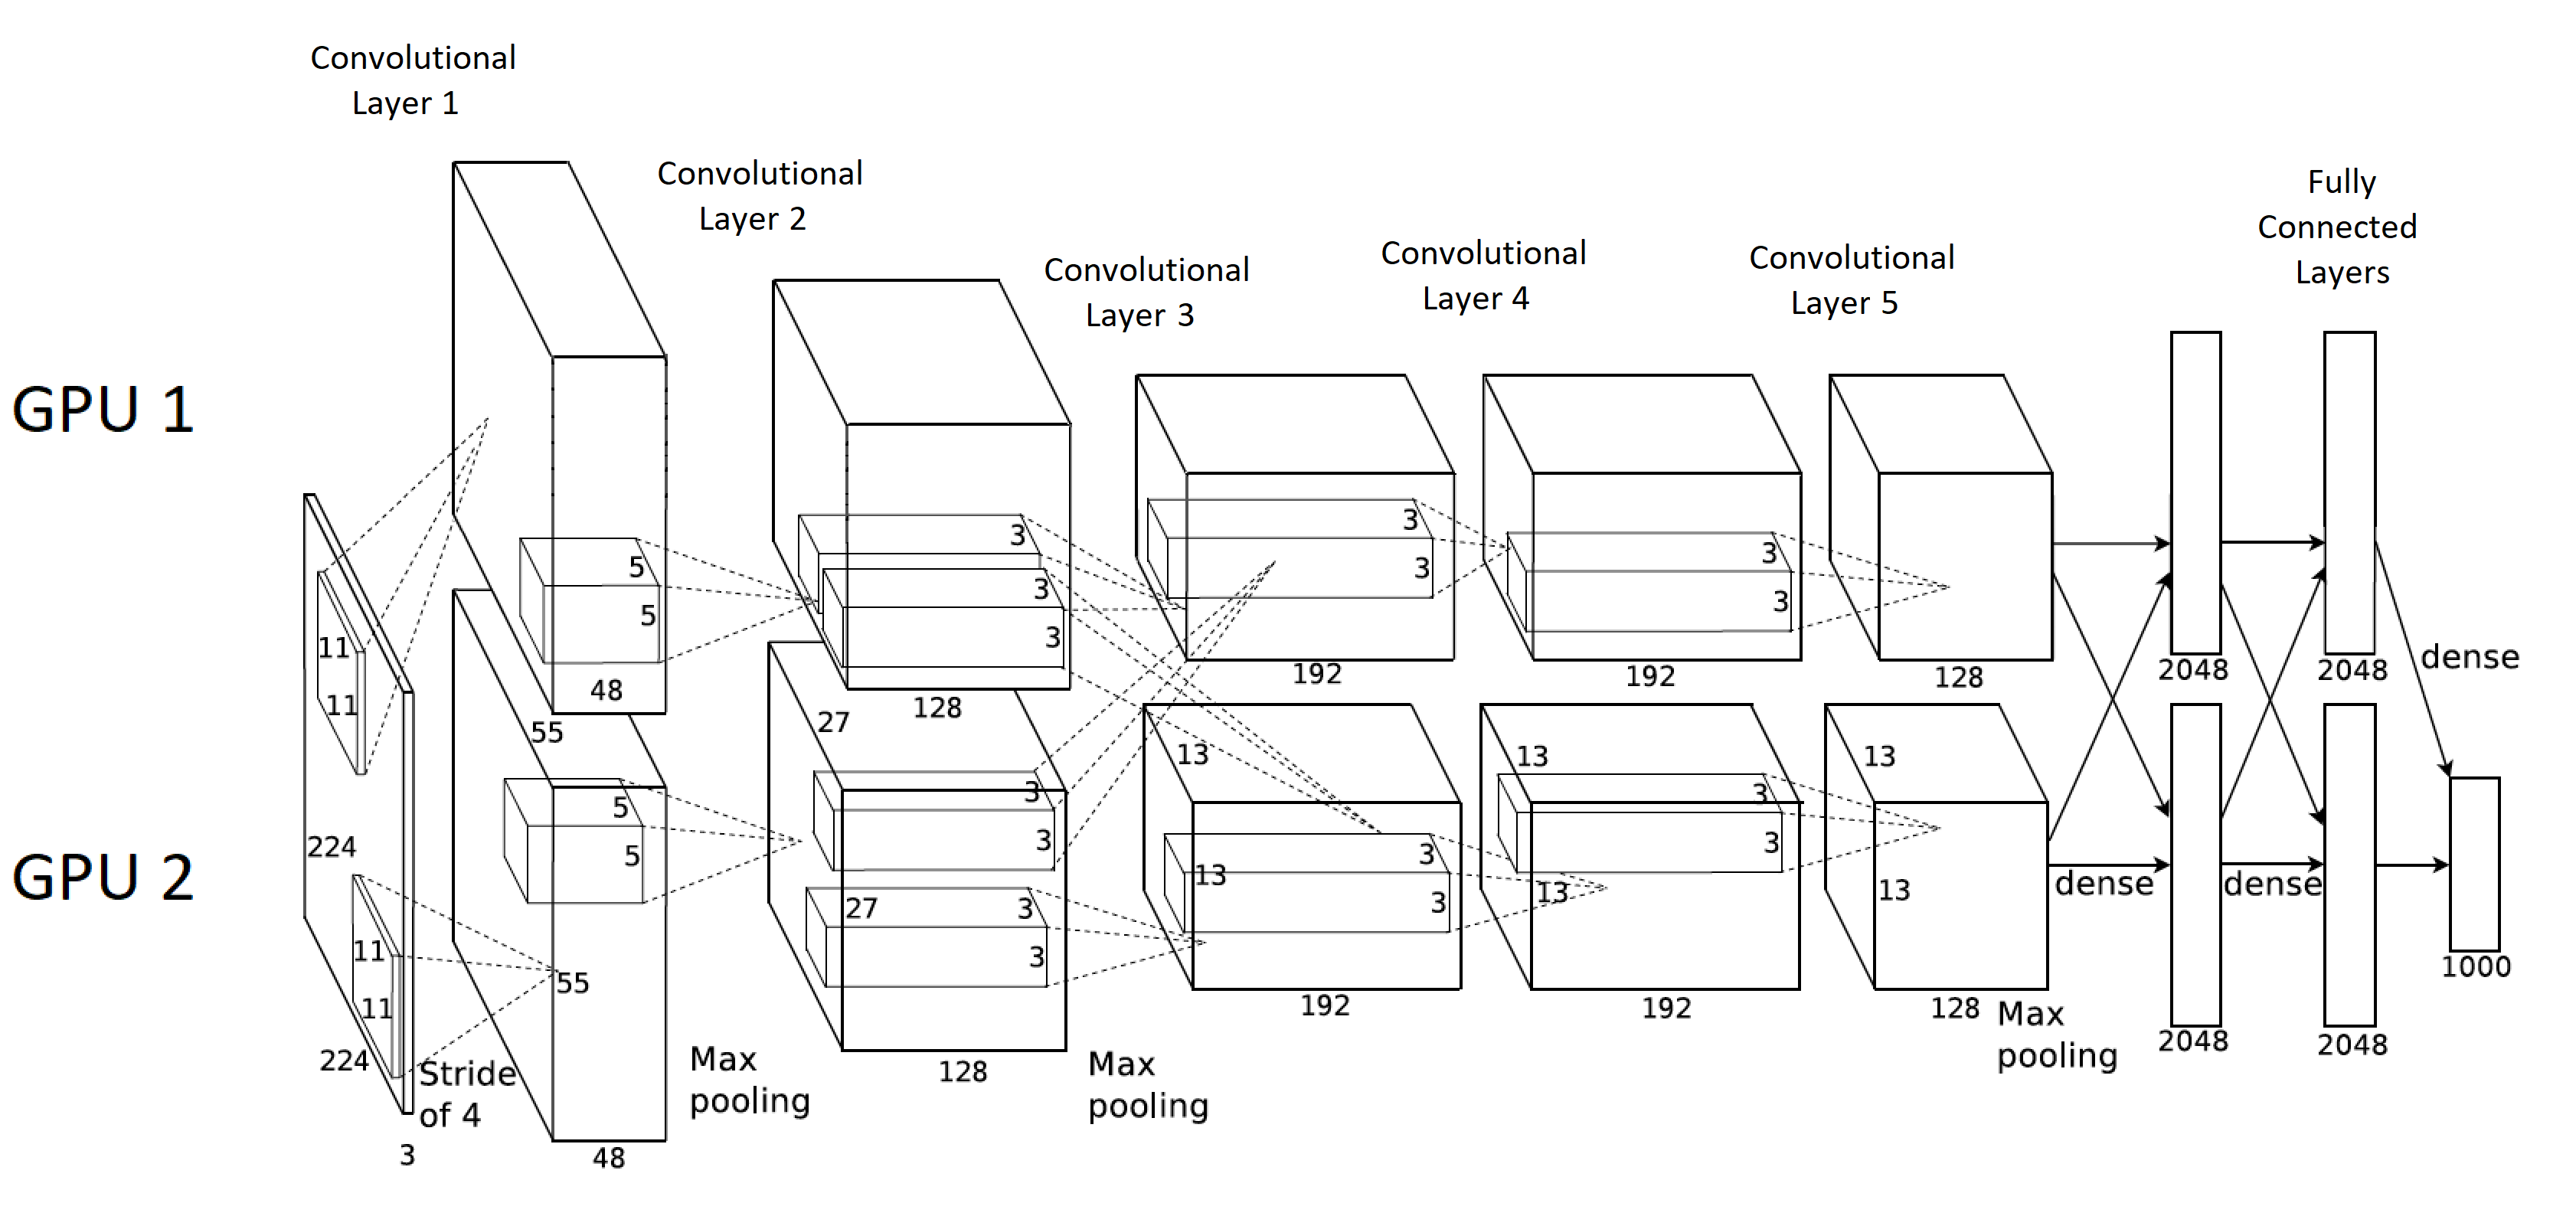 Convolutional
Layer 1
Convolutional
Layer 2
Convolutional
Layer 3
Convolutional
Layer 4
Convolutional
Layer 5
Fully
Connected
Layers
GPU 1
11
11
5
5
48
55
3
3
3
3
128
27
3
3
192
3
3
192
128
2048
2048
dense
GPU 2
224
11
11
224
3
Stride
of 4
5
5
55
48
Max
pooling
3
3
27
3
3
128
Max
pooling
13
3
13
3
192
13
3
3
13
192
13
13
128
Max
pooling
dense
2048
dense
2048
1000